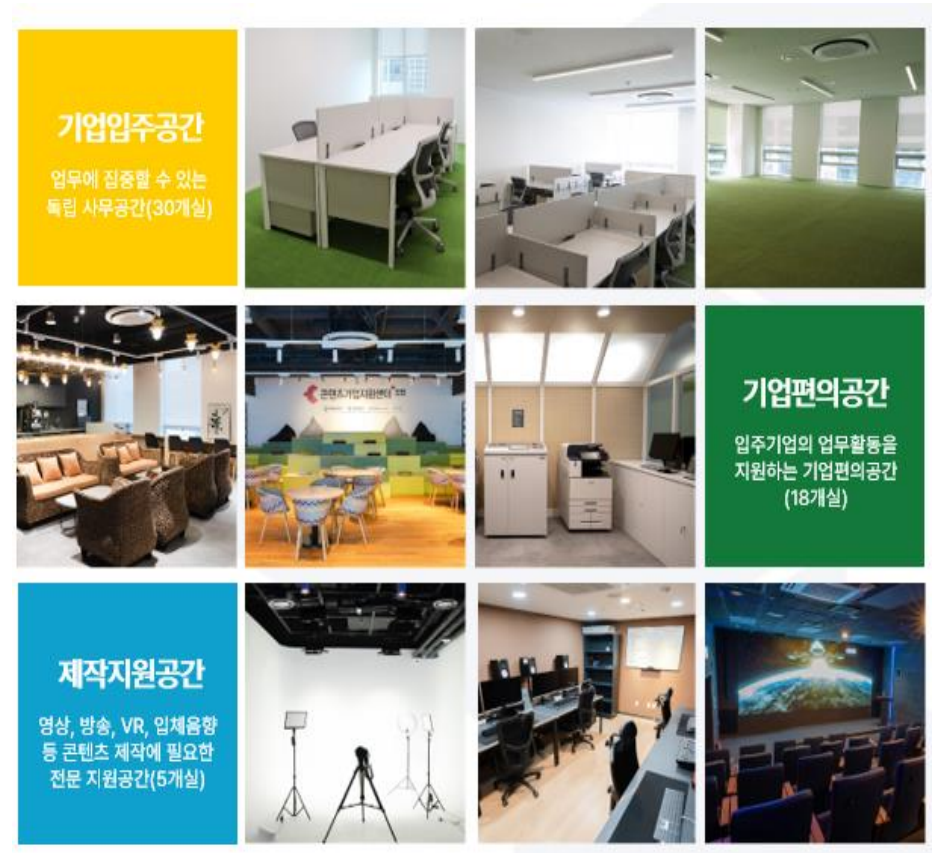 기업입주공간
업무에 집중할 수 있는
독립 사무공간(30개실)
콘텐츠기업지원센터
기업편의공간
입주기업의 업무활동을
지원하는 기업편의공간
(18개실)
제작지원공간
영상, 방송, VR, 입체음향
등 콘텐츠 제작에 필요한
전문 지원공간(5개실)